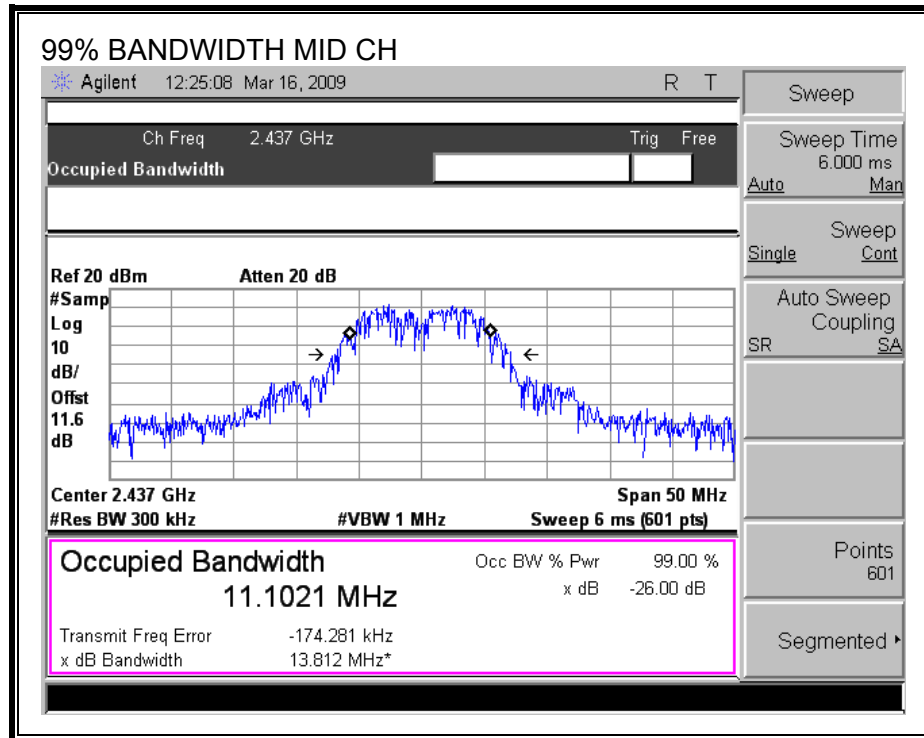 99% BANDWIDTH MID CH
Agilent 12:25:08 Mar 16, 2009 R T
Ch Freq 2.437 GHz Trig Free
Occupied Bandwidth
Ref 20 dBm Atten 20 dB
#Samp
Log
10
dB/
Offst
11.6
dB
Center 2.437 GHz Span 50 MHz
#Res BW 300 kHz #VBW 1 MHz Sweep 6 ms (601 pts)
Occupied Bandwidth Occ BW % Pwr 99.00 %
11.1021 MHz x dB -26.00 dB
Transmit Freq Error -174.281 kHz
x dB Bandwidth 13.812 MHz*
Sweep
Sweep Time
6.000 ms
Auto Man
Sweep
Single Cont
Auto Sweep
Coupling
SR SA
Points
601
Segmented